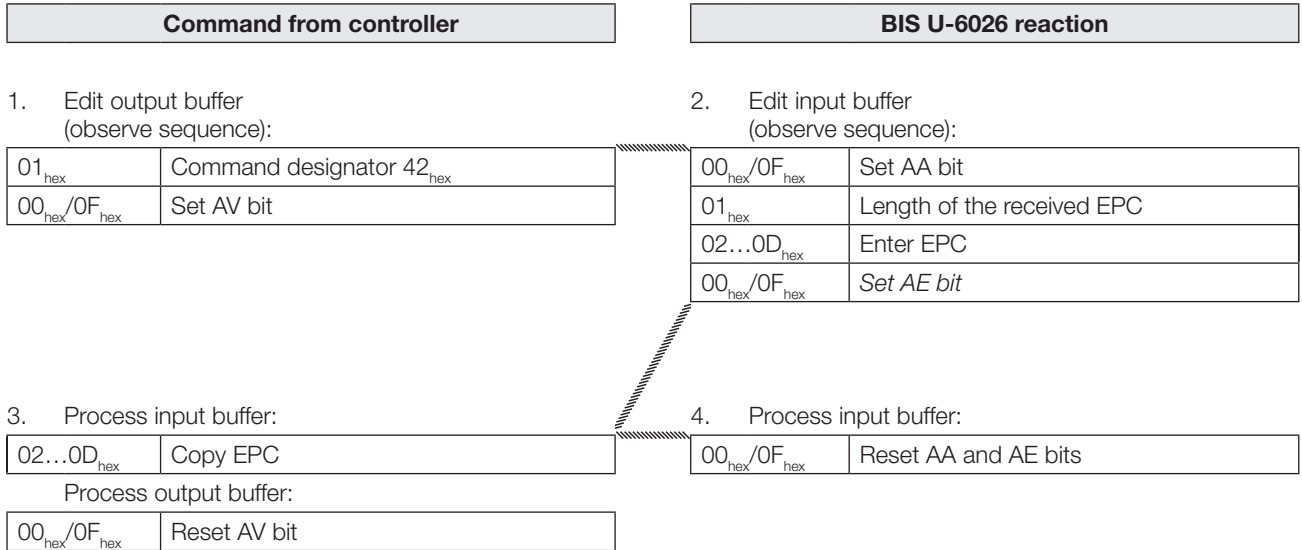 Command from controller
BIS U-6026 reaction
1. Edit output buffer
(observe sequence):
01hex Command designator 42hex
00hex/0Fhex Set AV bit
2. Edit input buffer
(observe sequence):
00hex/0Fhex Set AA bit
01hex Length of the received EPC
02…0Dhex Enter EPC
00hex/0Fhex Set AE bit
3. Process input buffer:
02…0Dhex Copy EPC
Process output buffer:
00hex/0Fhex Reset AV bit
4. Process input buffer:
00hex/0Fhex Reset AA and AE bits